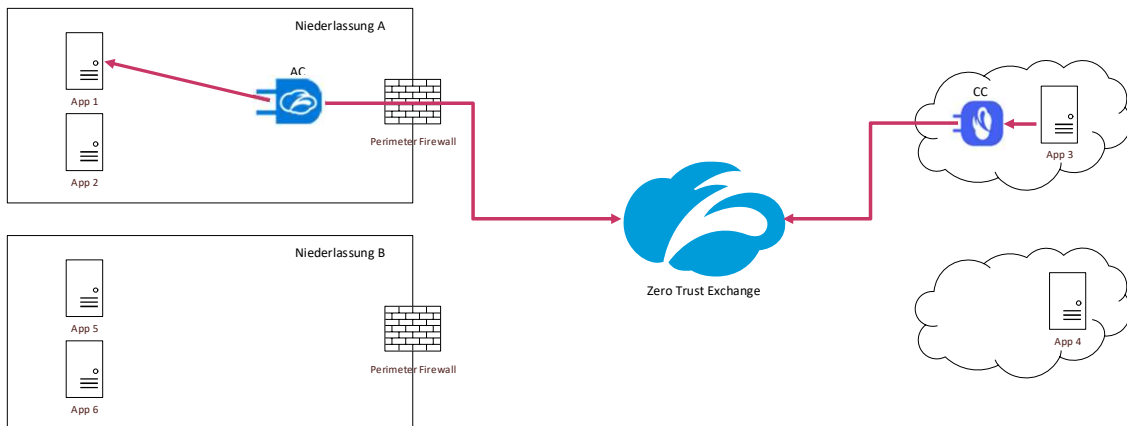 Niederlassung A
AC
App 1
Perimeter Firewall
App 2
CC
App 3
Zero Trust Exchange
Niederlassung B
App 5
Perimeter Firewall
App 6
App 4